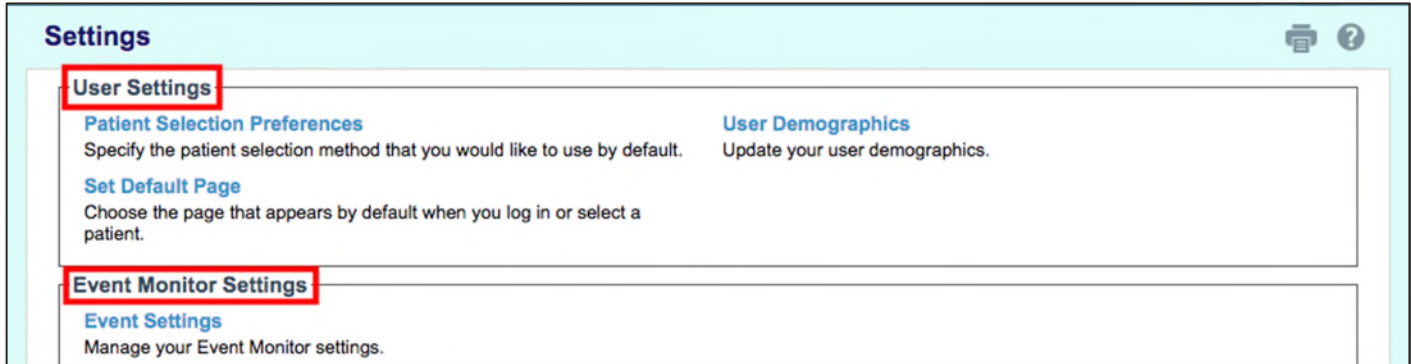 Settings
User Settings
Patient Selection Preferences
Specify the patient selection method that you would like to use by default.
User Demographics
Update your user demographics.
Set Default Page
Choose the page that appears by default when you log in or select a
patient.
Event Monitor Settings
Event Settings
Manage your Event Monitor settings.